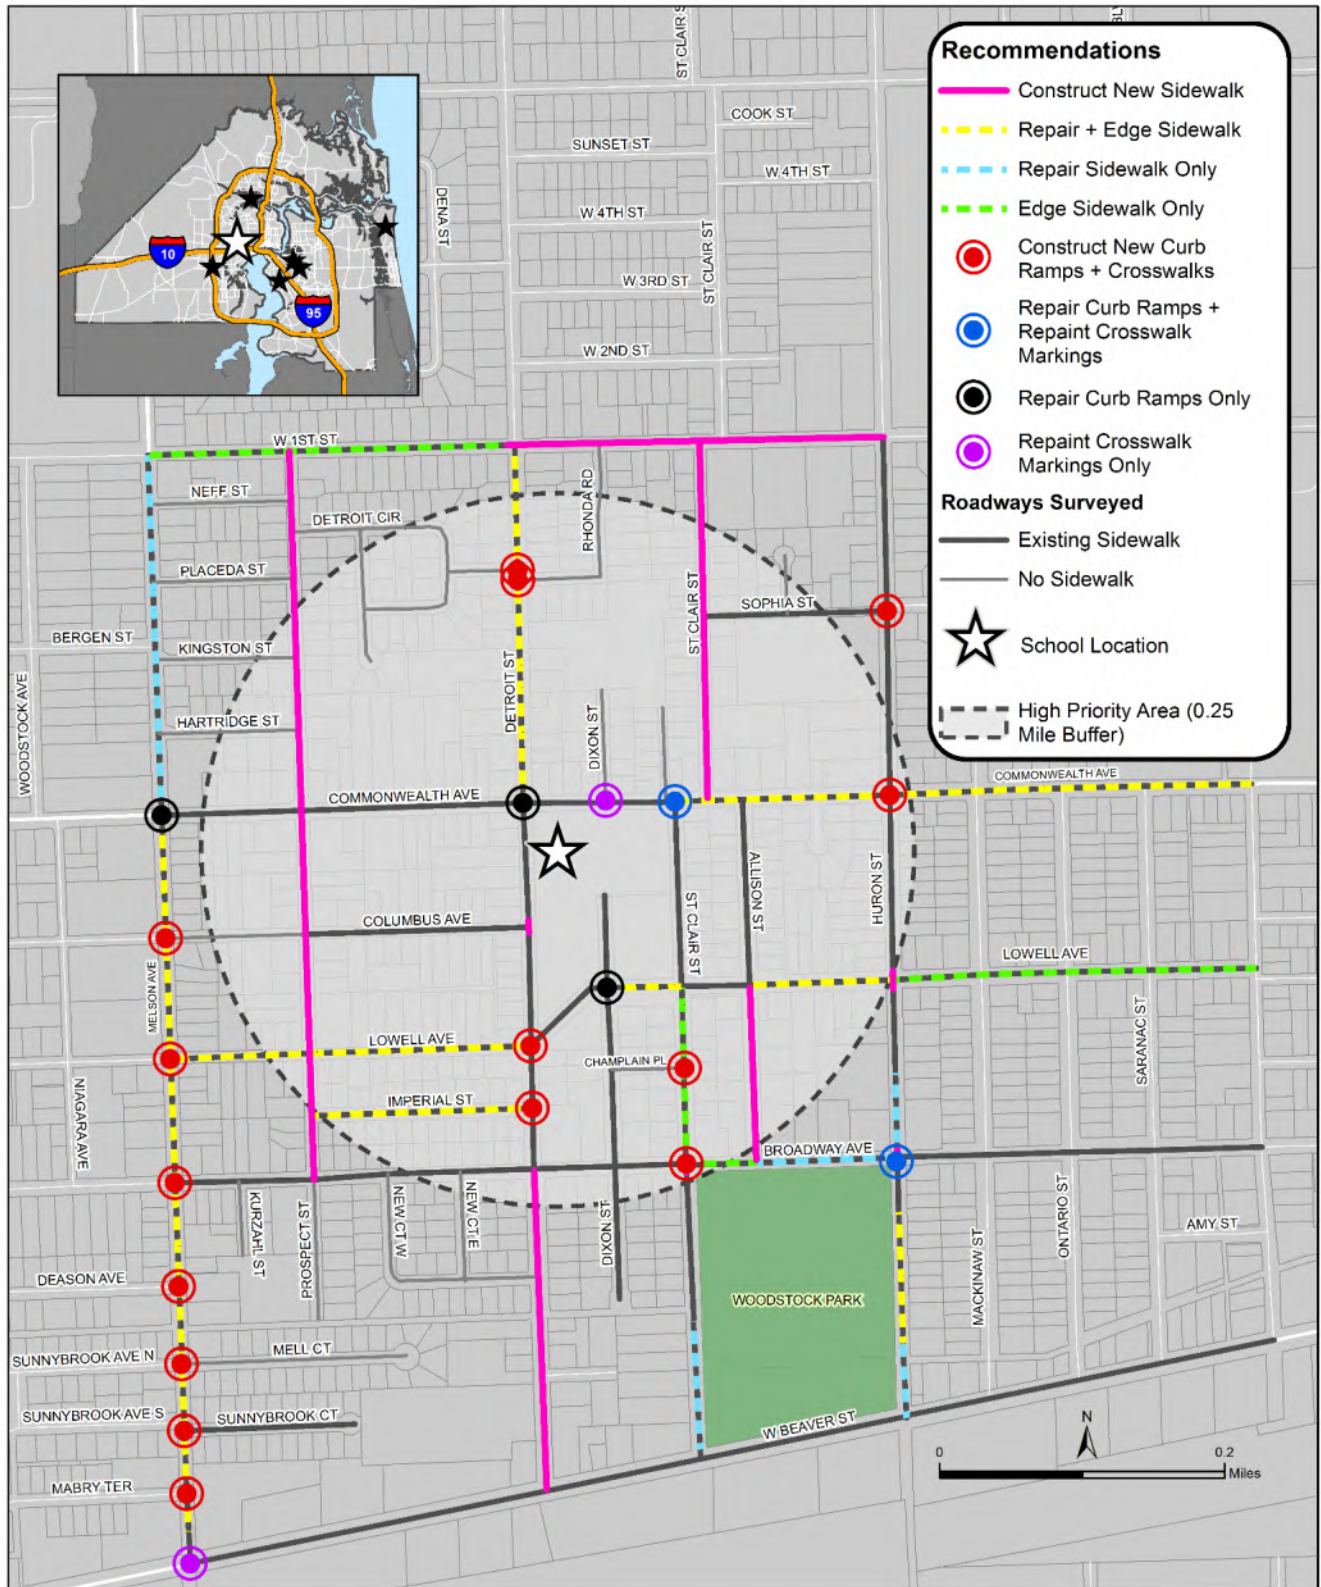 ST CLAIR S
BLV
Recommendations
Construct New Sidewalk
Repair + Edge Sidewalk
Repair Sidewalk Only
Edge Sidewalk Only
Construct New Curb
Ramps + Crosswalks
Repair Curb Ramps +
Repaint Crosswalk
Markings
Repair Curb Ramps Only
Repaint Crosswalk
Markings Only
Roadways Surveyed
Existing Sidewalk
No Sidewalk
School Location
High Priority Area (0.25
Mile Buffer)
10
95
COOK ST
SUNSET ST
W 4TH ST
DENA ST
W 4TH ST
ST CLAIR ST
W 3RD ST
W 2ND ST
W 1ST ST
NEFF ST
DETROIT CIR
RHONDA RD
PLACEDA ST
ST CLAIR ST
SOPHIA ST
BERGEN ST
KINGSTON ST
WOODSTOCK AVE
HARTRIDGE ST
DETROIT ST
DIXON ST
COMMONWEALTH AVE
COMMONWEALTH AVE
ALLISON ST
HURON ST
COLUMBUS AVE
ST CLAIR ST
LOWELL AVE
MELSON AVE
LOWELL AVE
CHAMPLAIN PL
SARANAC ST
NIAGARA AVE
IMPERIAL ST
BROADWAY AVE
KURZAHL ST
PROSPECT ST
NEW CT W
NEW CT E
DIXON ST
ONTARIO ST
AMY ST
MACKINAW ST
DEASON AVE
WOODSTOCK PARK
SUNNYBROOK AVE N
MELL CT
SUNNYBROOK AVE S
SUNNYBROOK CT
W BEAVER ST
MABRY TER
N
0
0.2
Miles